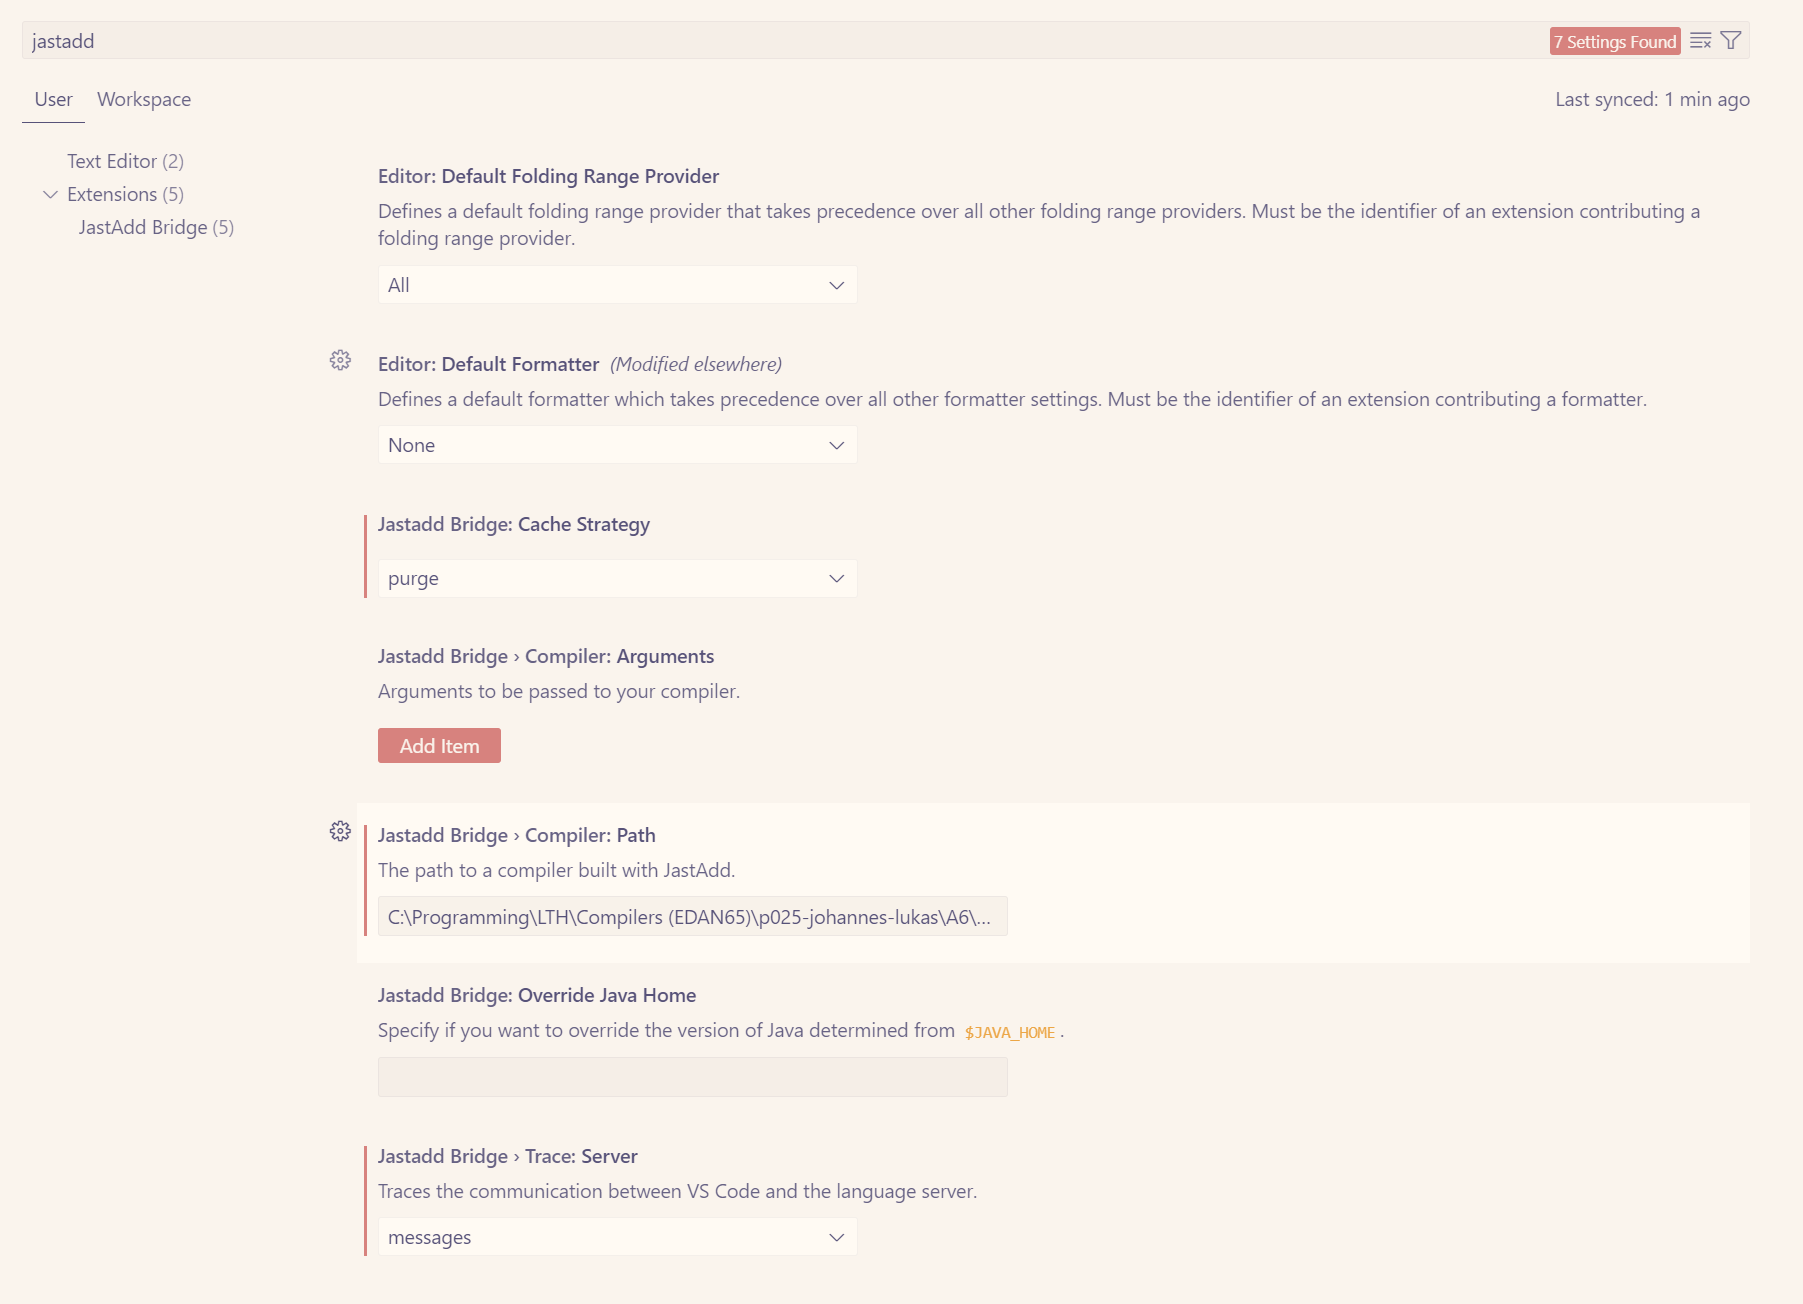 jastadd
7 Settings Found
User
Workspace
Last synced: 1 min ago
Text Editor (2)
Extensions (5)
JastAdd Bridge (5)
Editor: Default Folding Range Provider
Defines a default folding range provider that takes precedence over all other folding range providers. Must be the identifier of an extension contributing a
folding range provider.
All
Editor: Default Formatter (Modified elsewhere)
Defines a default formatter which takes precedence over all other formatter settings. Must be the identifier of an extension contributing a formatter.
None
Jastadd Bridge: Cache Strategy
purge
Jastadd Bridge › Compiler: Arguments
Arguments to be passed to your compiler.
Add Item
Jastadd Bridge › Compiler: Path
The path to a compiler built with JastAdd.
C:\Programming\LTH\Compilers (EDAN65)\p025-johannes-lukas\A6\...
Jastadd Bridge: Override Java Home
Specify if you want to override the version of Java determined from $JAVA_HOME.
Jastadd Bridge › Trace: Server
Traces the communication between VS Code and the language server.
messages